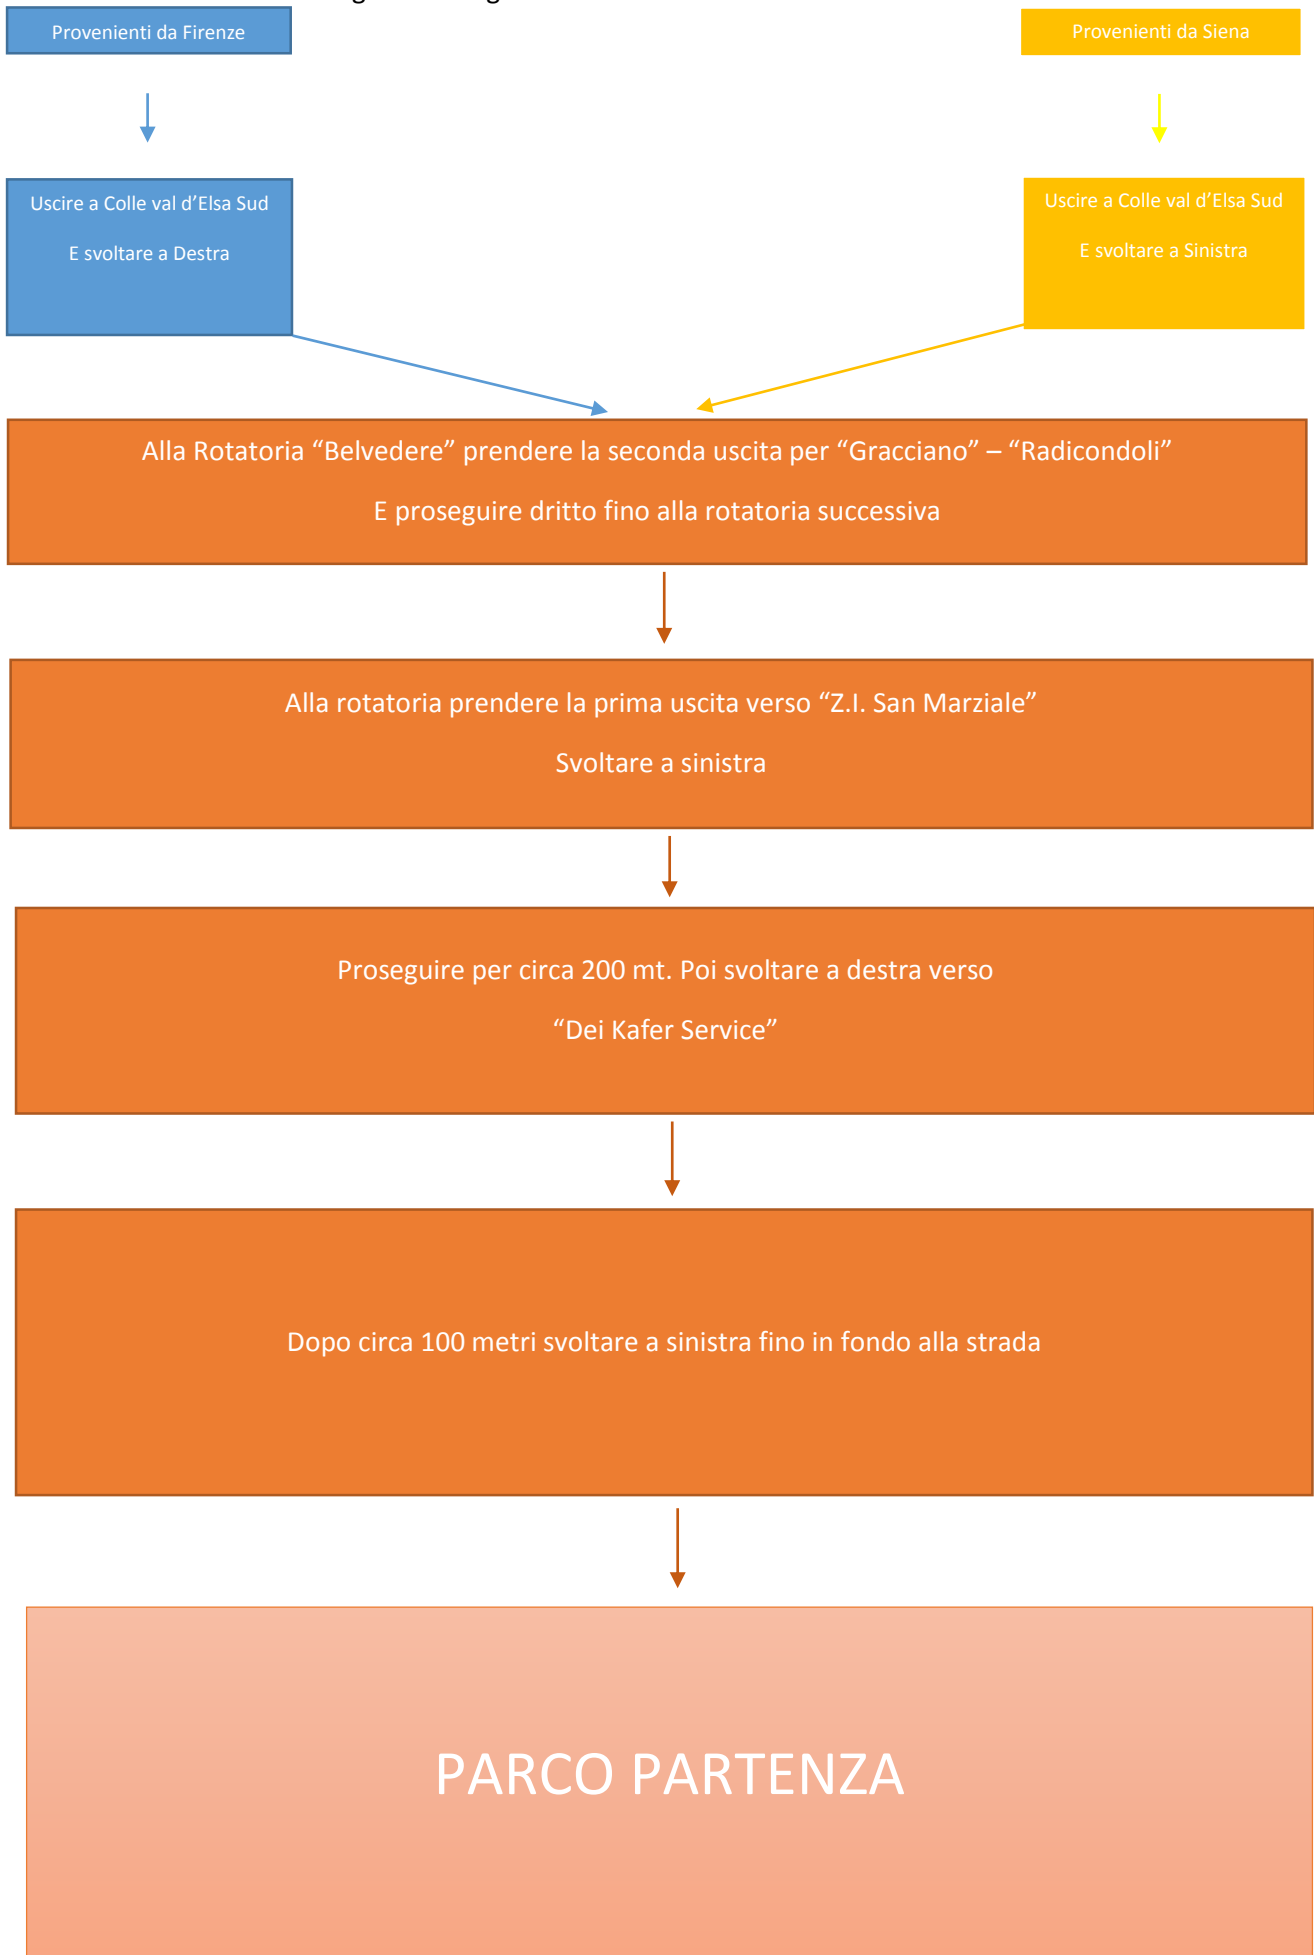 Provenienti da Firenze
Provenienti da Siena
Uscire a Colle val d’Elsa Sud
E svoltare a Destra
Uscire a Colle val d’Elsa Sud
E svoltare a Sinistra
Alla Rotatoria “Belvedere” prendere la seconda uscita per “Gracciano” – “Radicondoli”
E proseguire dritto fino alla rotatoria successiva
Alla rotatoria prendere la prima uscita verso “Z.I. San Marziale”
Svoltare a sinistra
Proseguire per circa 200 mt. Poi svoltare a destra verso
“Dei Kafer Service”
Dopo circa 100 metri svoltare a sinistra fino in fondo alla strada
PARCO PARTENZA